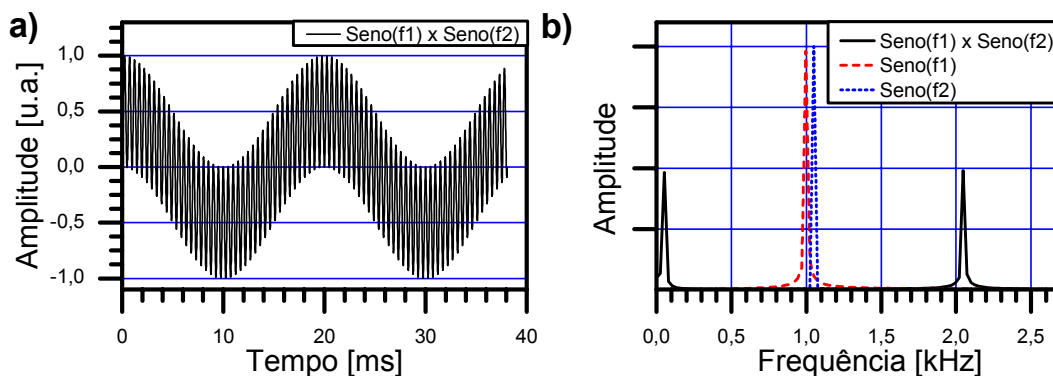 a)
Seno(f1) x Seno(f2)
Amplitude [u.a.]
1,0
0,5
0,0
-0,5
-1,0
0
10
20
30
40
Tempo [ms]
b)
Seno(f1) x Seno(f2)
Seno(f1)
Seno(f2)
Amplitude
0,0
0,5
1,0
1,5
2,0
2,5
Frequência [kHz]